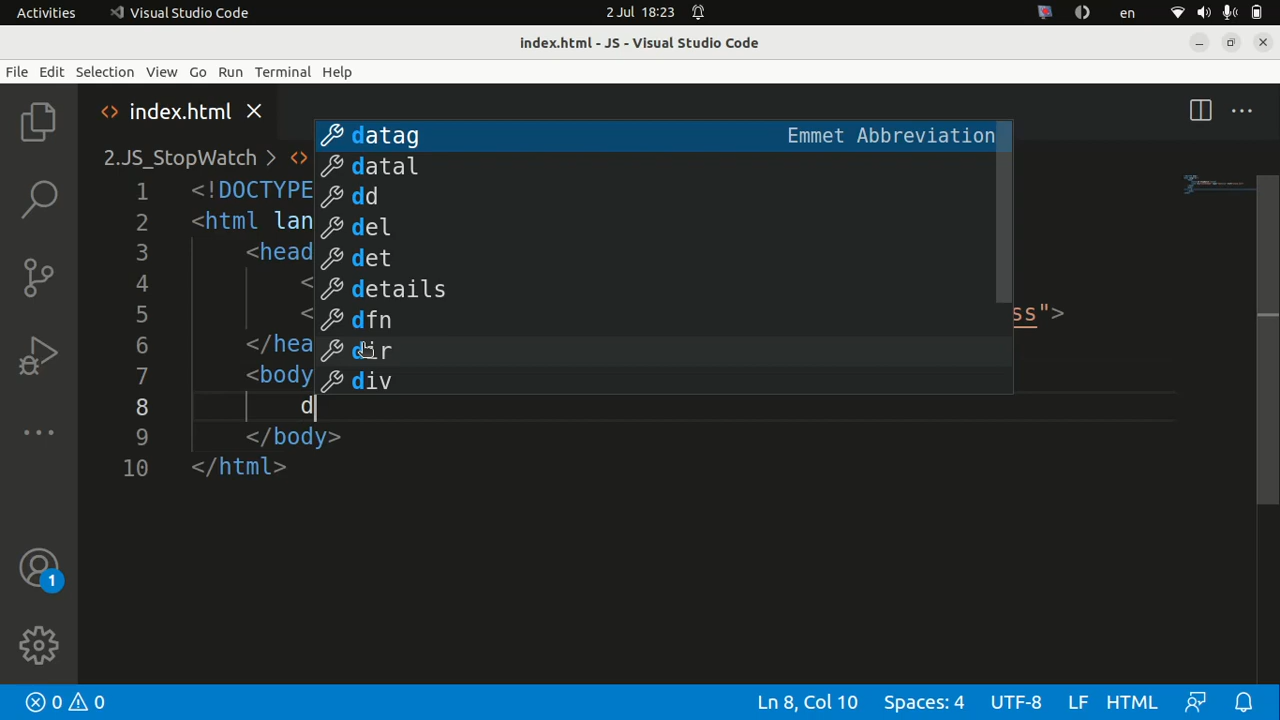 Activities
Visual Studio Code
2 Jul 18:23
en
index.html - JS - Visual Studio Code
File Edit Selection View Go Run Terminal Help
index.html
2.JS_StopWatch >
datag Emmet Abbreviation
datal
dd
del
det
details
dfn
dir
div
1 <!DOCTYPE
2 <html lan
3 <head
4 <
5 < ss">
6 </hea
7 <body
8 d
9 </body>
10 </html>
1
0 0
Ln 8, Col 10
Spaces: 4
UTF-8
LF
HTML